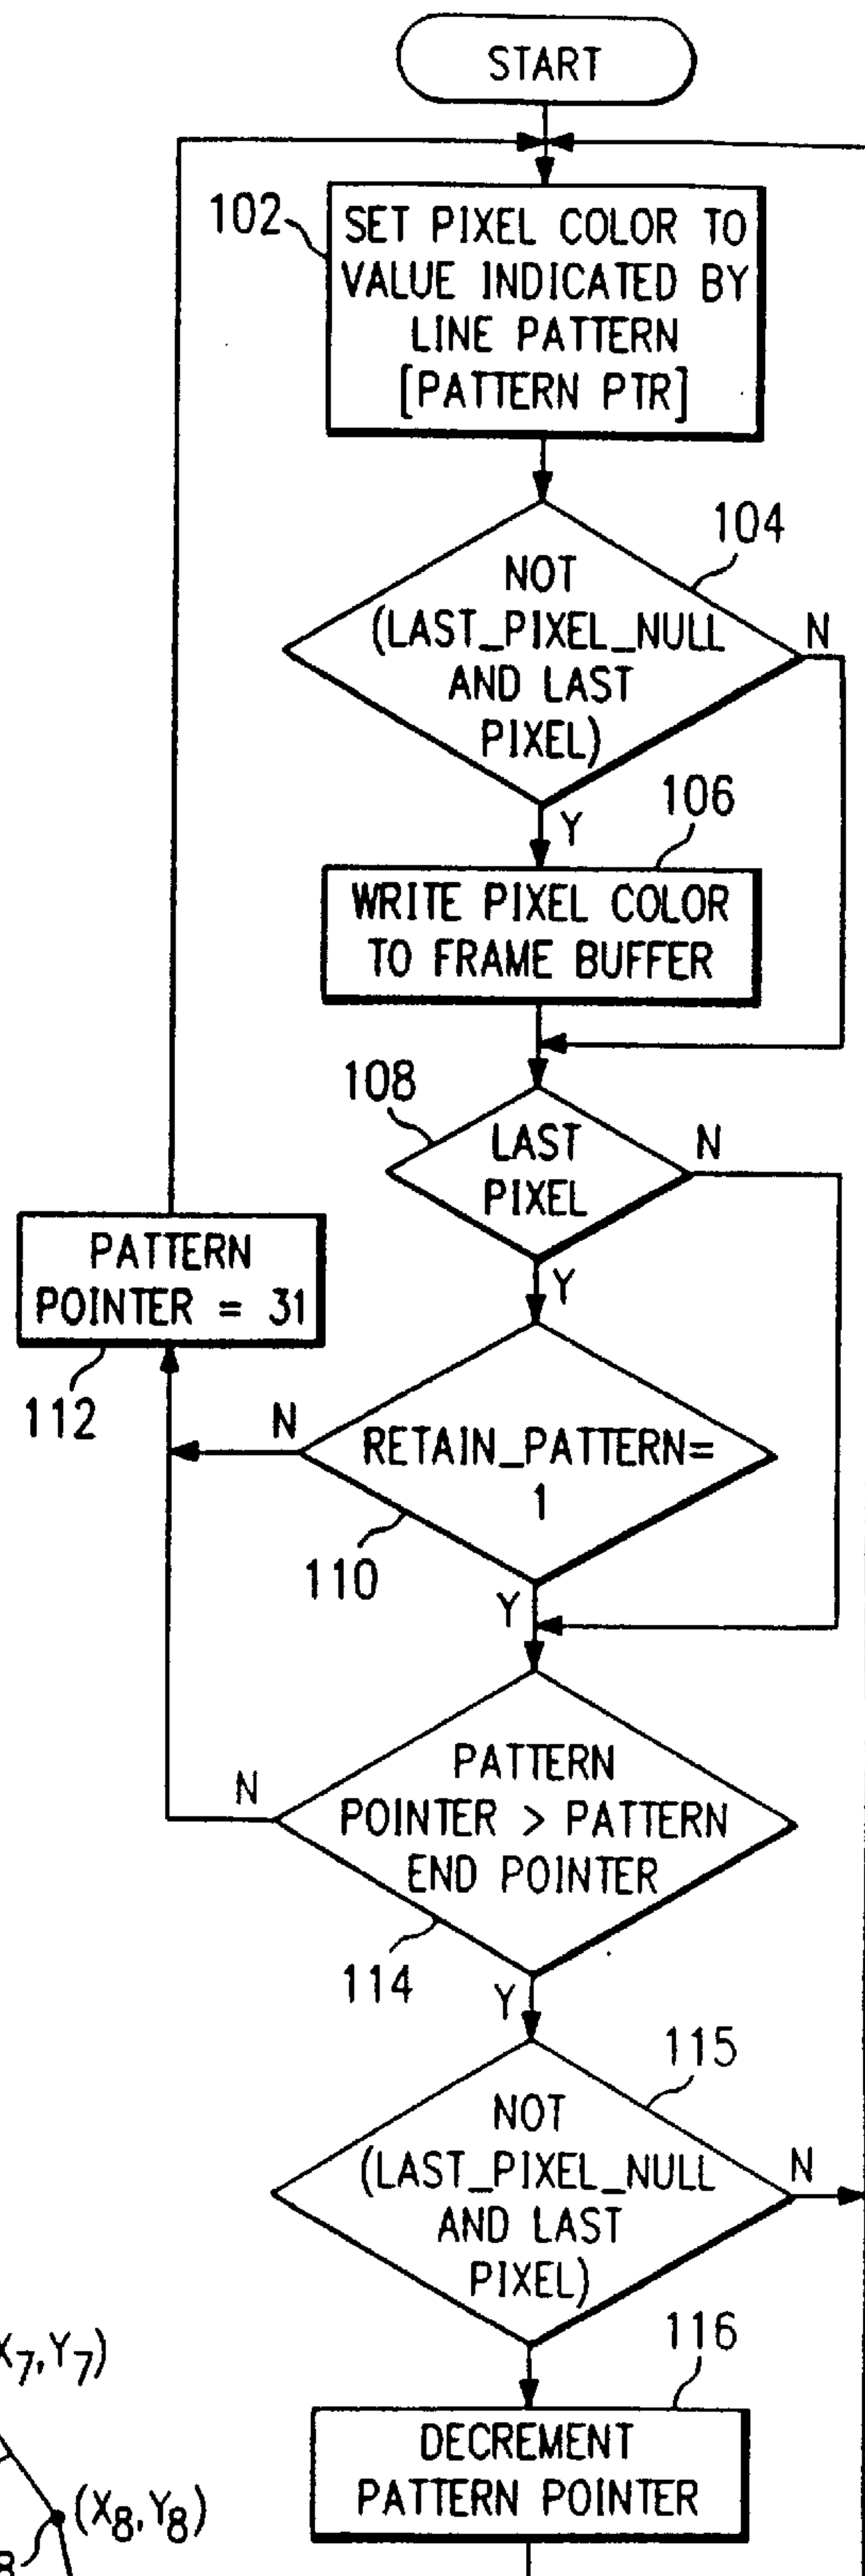 START
102
SET PIXEL COLOR TO
VALUE INDICATED BY
LINE PATTERN
[PATTERN PTR]
104
NOT
(LAST_PIXEL_NULL
AND LAST
PIXEL)
N
Y
106
WRITE PIXEL COLOR
TO FRAME BUFFER
108
LAST
PIXEL
N
Y
PATTERN
POINTER = 31
112
N
RETAIN_PATTERN=
1
110
Y
PATTERN
POINTER > PATTERN
END POINTER
N
114
Y
115
NOT
(LAST_PIXEL_NULL
AND LAST
PIXEL)
N
116
DECREMENT
PATTERN POINTER
X7,Y7)
(X8,Y8)